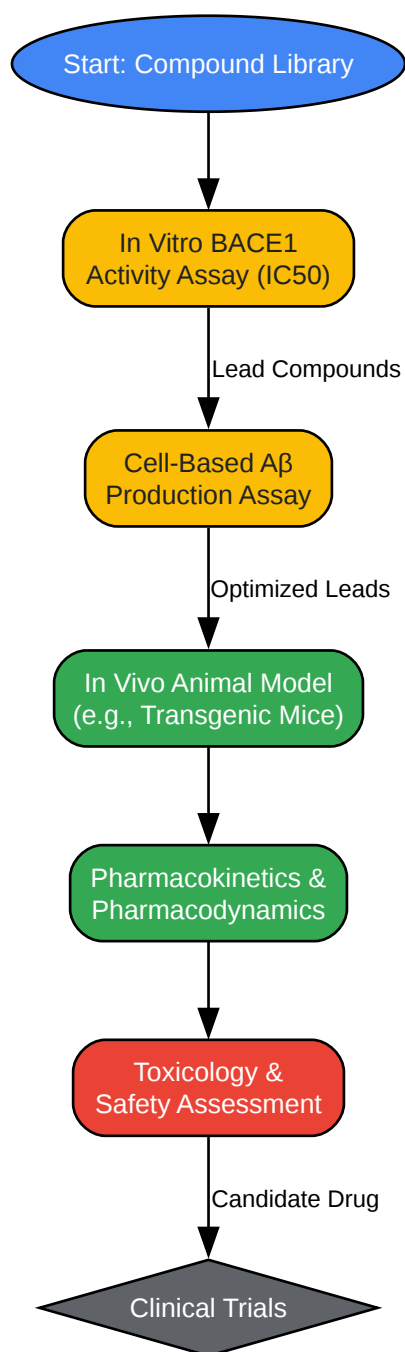 Start: Compound Library
In Vitro BACE1
Activity Assay (IC50)
Lead Compounds
Cell-Based Aβ
Production Assay
Optimized Leads
In Vivo Animal Model
(e.g., Transgenic Mice)
Pharmacokinetics &
Pharmacodynamics
Toxicology &
Safety Assessment
Candidate Drug
Clinical Trials